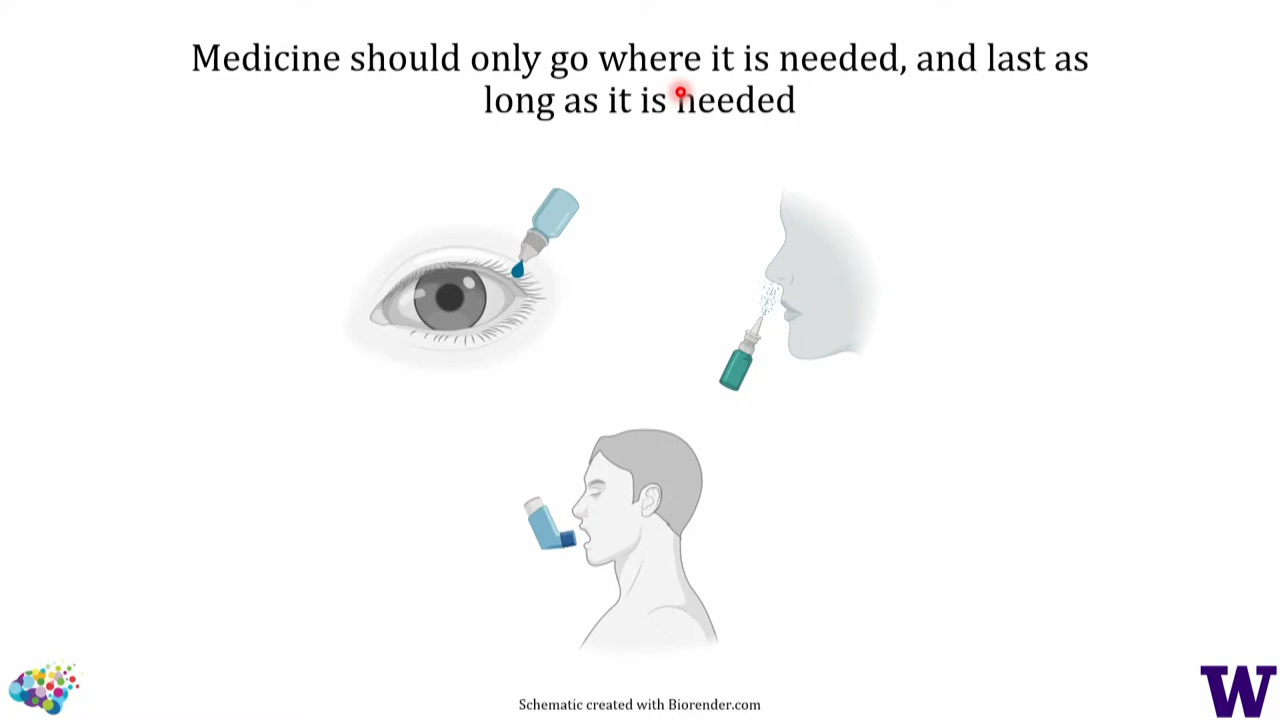 Medicine should only go where it is needed, and last as
long as it is needed
Schematic created with Biorender.com
W